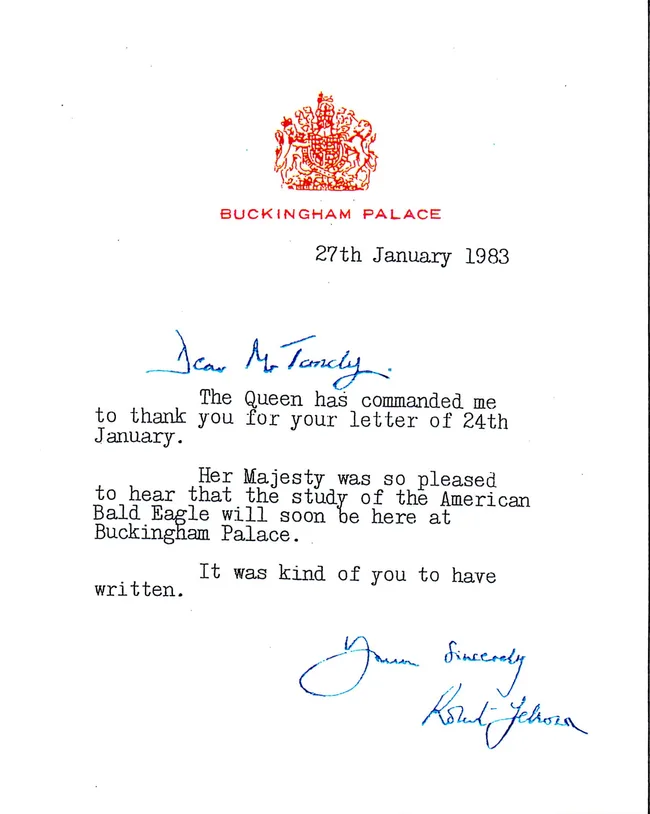 BUCKINGHAM PALACE
27th January 1983
Dear Mr Tandy.
The Queen has commanded me
to thank you for your letter of 24th
January.
Her Majesty was so pleased
to hear that the study of the American
Bald Eagle will soon be here at
Buckingham Palace.
It was kind of you to have
written.
Yours Sincerely
Robert